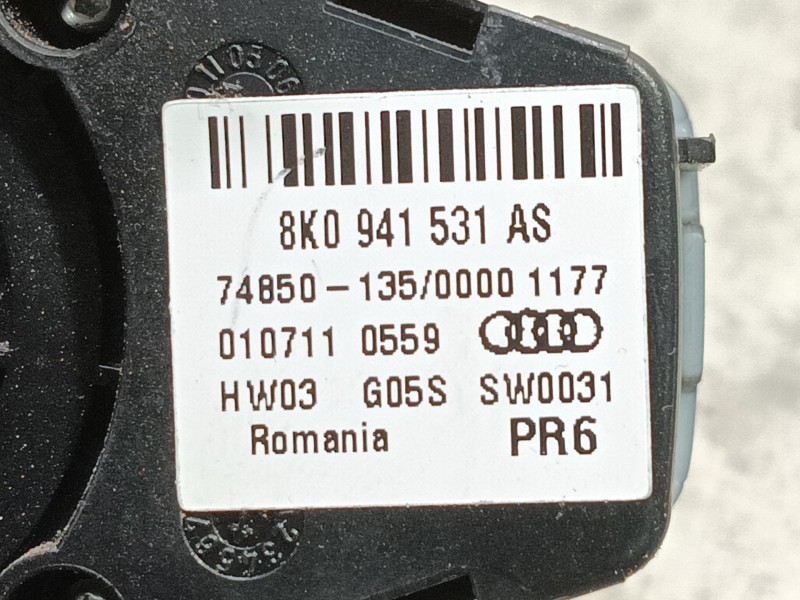 8K0 941 531 AS
74850-135/0000 1177
010711 0559
HW03 G05S SW0031
Romania PR6